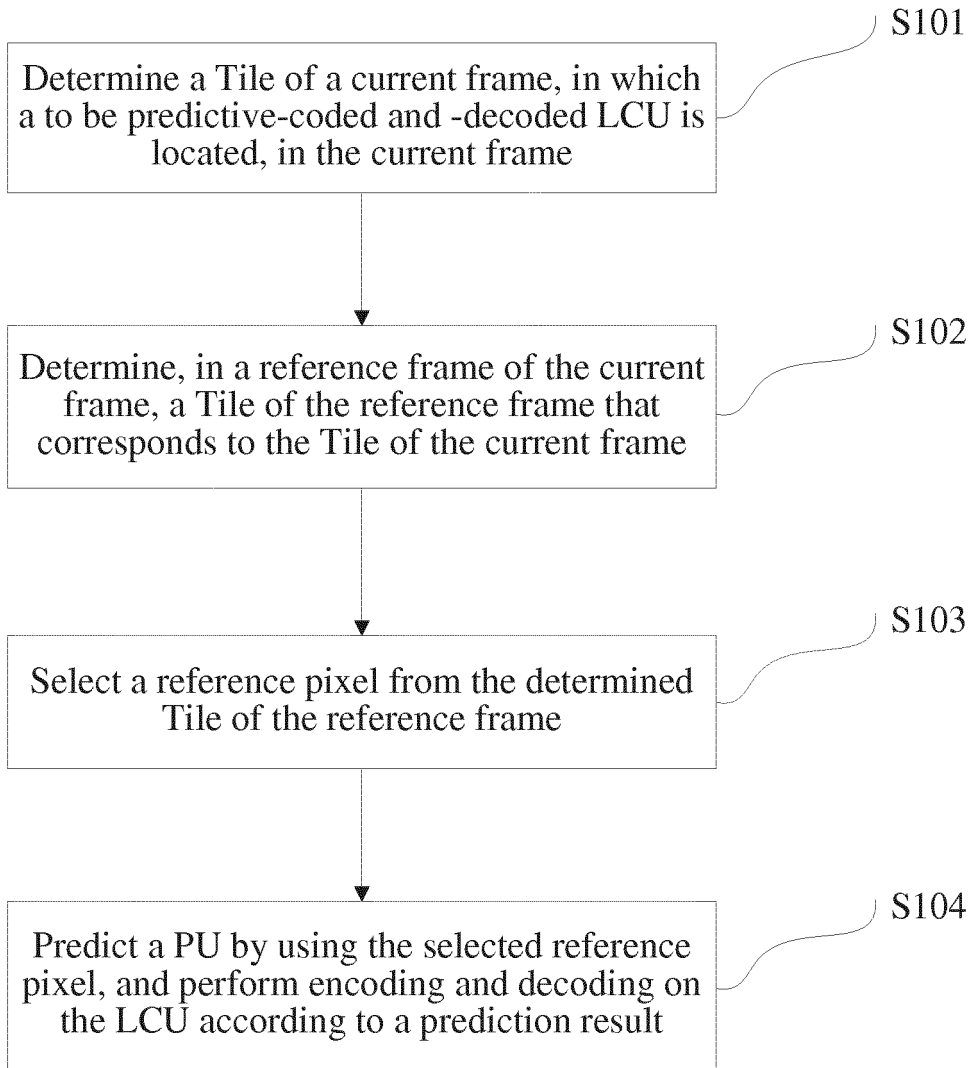 S101
Determine a Tile of a current frame, in which
a to be predictive-coded and -decoded LCU is
located, in the current frame
S102
Determine, in a reference frame of the current
frame, a Tile of the reference frame that
corresponds to the Tile of the current frame
S103
Select a reference pixel from the determined
Tile of the reference frame
S104
Predict a PU by using the selected reference
pixel, and perform encoding and decoding on
the LCU according to a prediction result